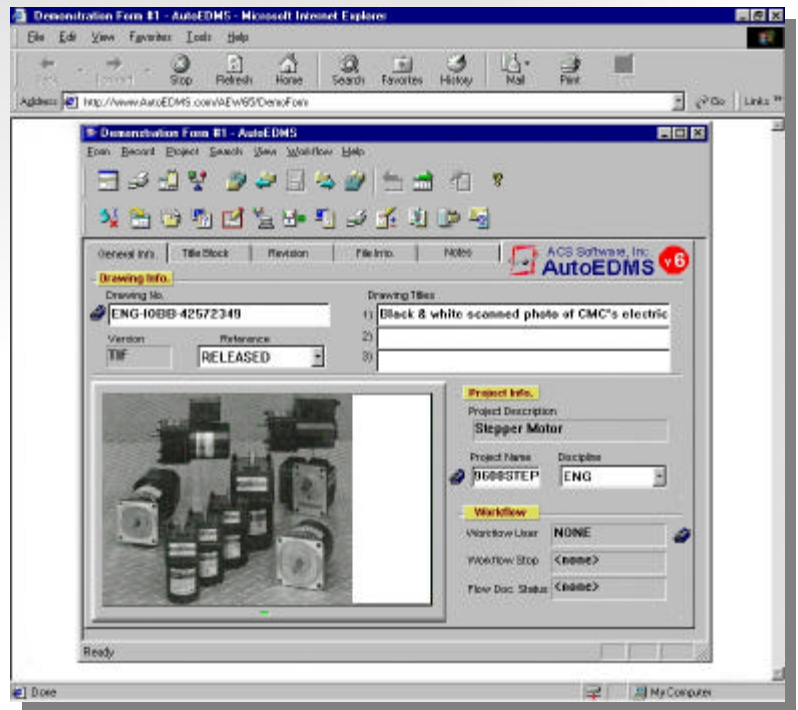 Demonstration Form #1 - AutoEDMS - Microsoft Internet Explorer
File Edit View Favorites Tools Help
Stop Refresh Home Search Favorites History Mail Print
Address http://www.AutoEDMS.com/AEW65/DemoForm Go Links »
Demonstration Form #1 - AutoEDMS
Form Record Project Search View Workflow Help
General Info. Title Block Revision File Info. Notes
ACS Software, Inc.
AutoEDMS v6
Drawing Info.
Drawing No. Drawing Titles
ENG-10BB-42572349 1) Black & white scanned photo of CMC"s electric
Version Reference 2)
TIF RELEASED 3)
Project Info.
Project Description
Stepper Motor
Project Name Discipline
9608STEP ENG
Workflow
Workflow User NONE
Workflow Stop <none>
Flow Doc. Status <none>
Ready
Done My Computer